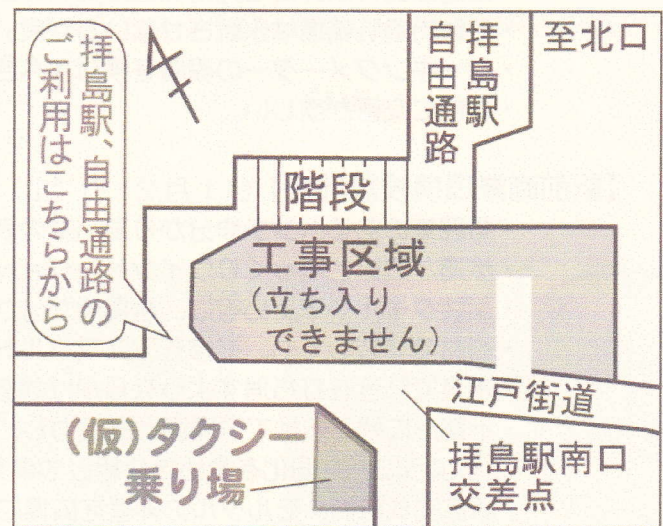 拝島駅、自由通路の
ご利用はこちらから
拝島駅
自由通路
至北口
階段
工事区域
(立ち入り
できません)
江戸街道
(仮)タクシー
乗り場
拝島駅南口
交差点